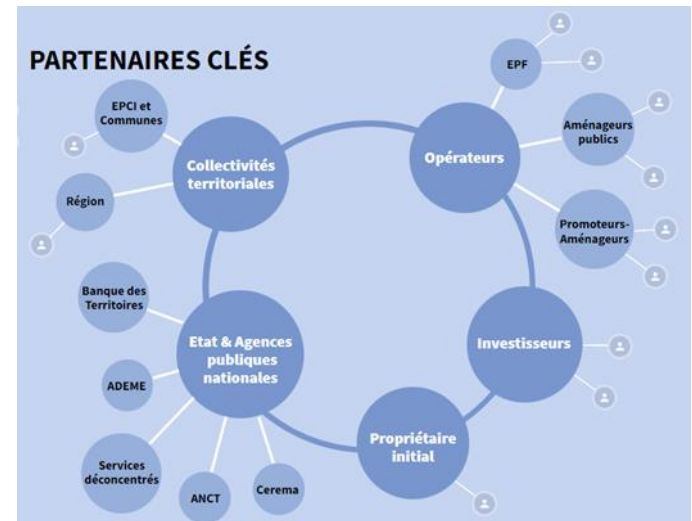 PARTENAIRES CLÉS
EPCI et
Communes
Région
Collectivités
territoriales
EPF
Opérateurs
Aménageurs
publics
Promoteurs-
Aménageurs
Banque des
Territoires
ADEME
Services
déconcentrés
ANCT
Cerema
Etat & Agences
publiques
nationales
Investisseurs
Propriétaire
initial